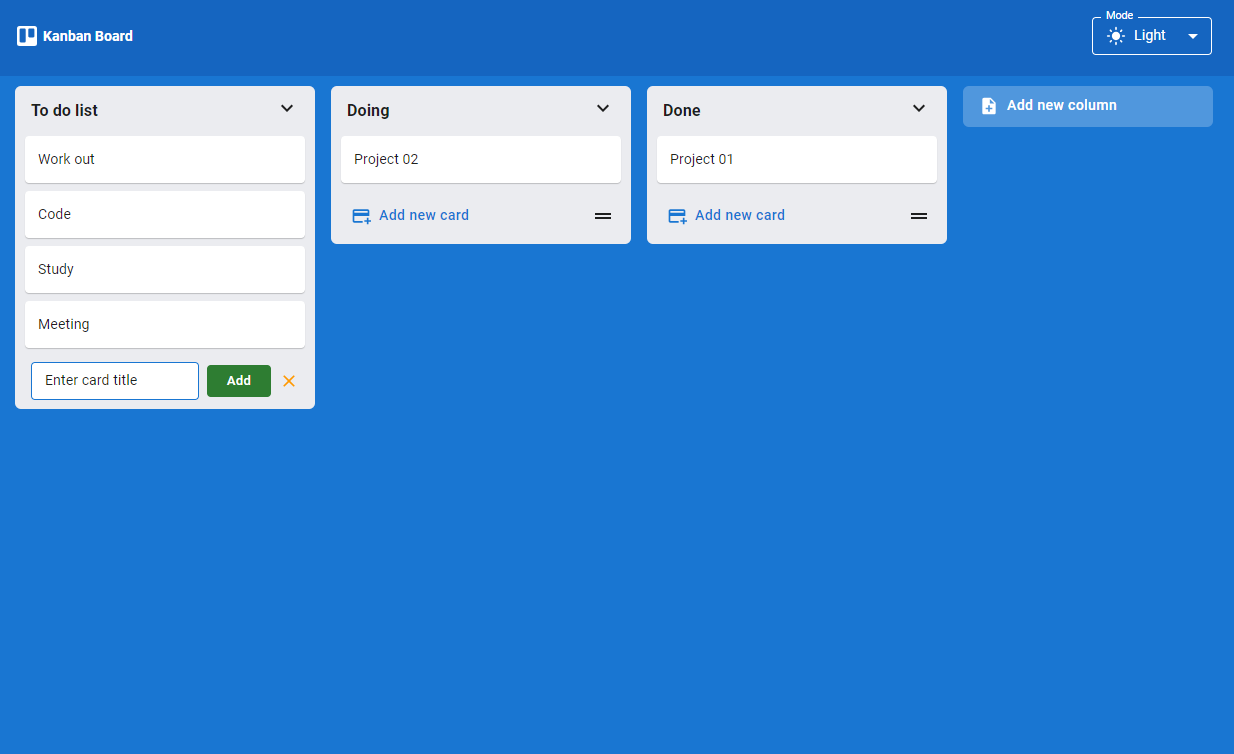 Kanban Board
Mode
Light
To do list
Work out
Code
Study
Meeting
Enter card title
Add
Doing
Project 02
Add new card
Done
Project 01
Add new card
Add new column